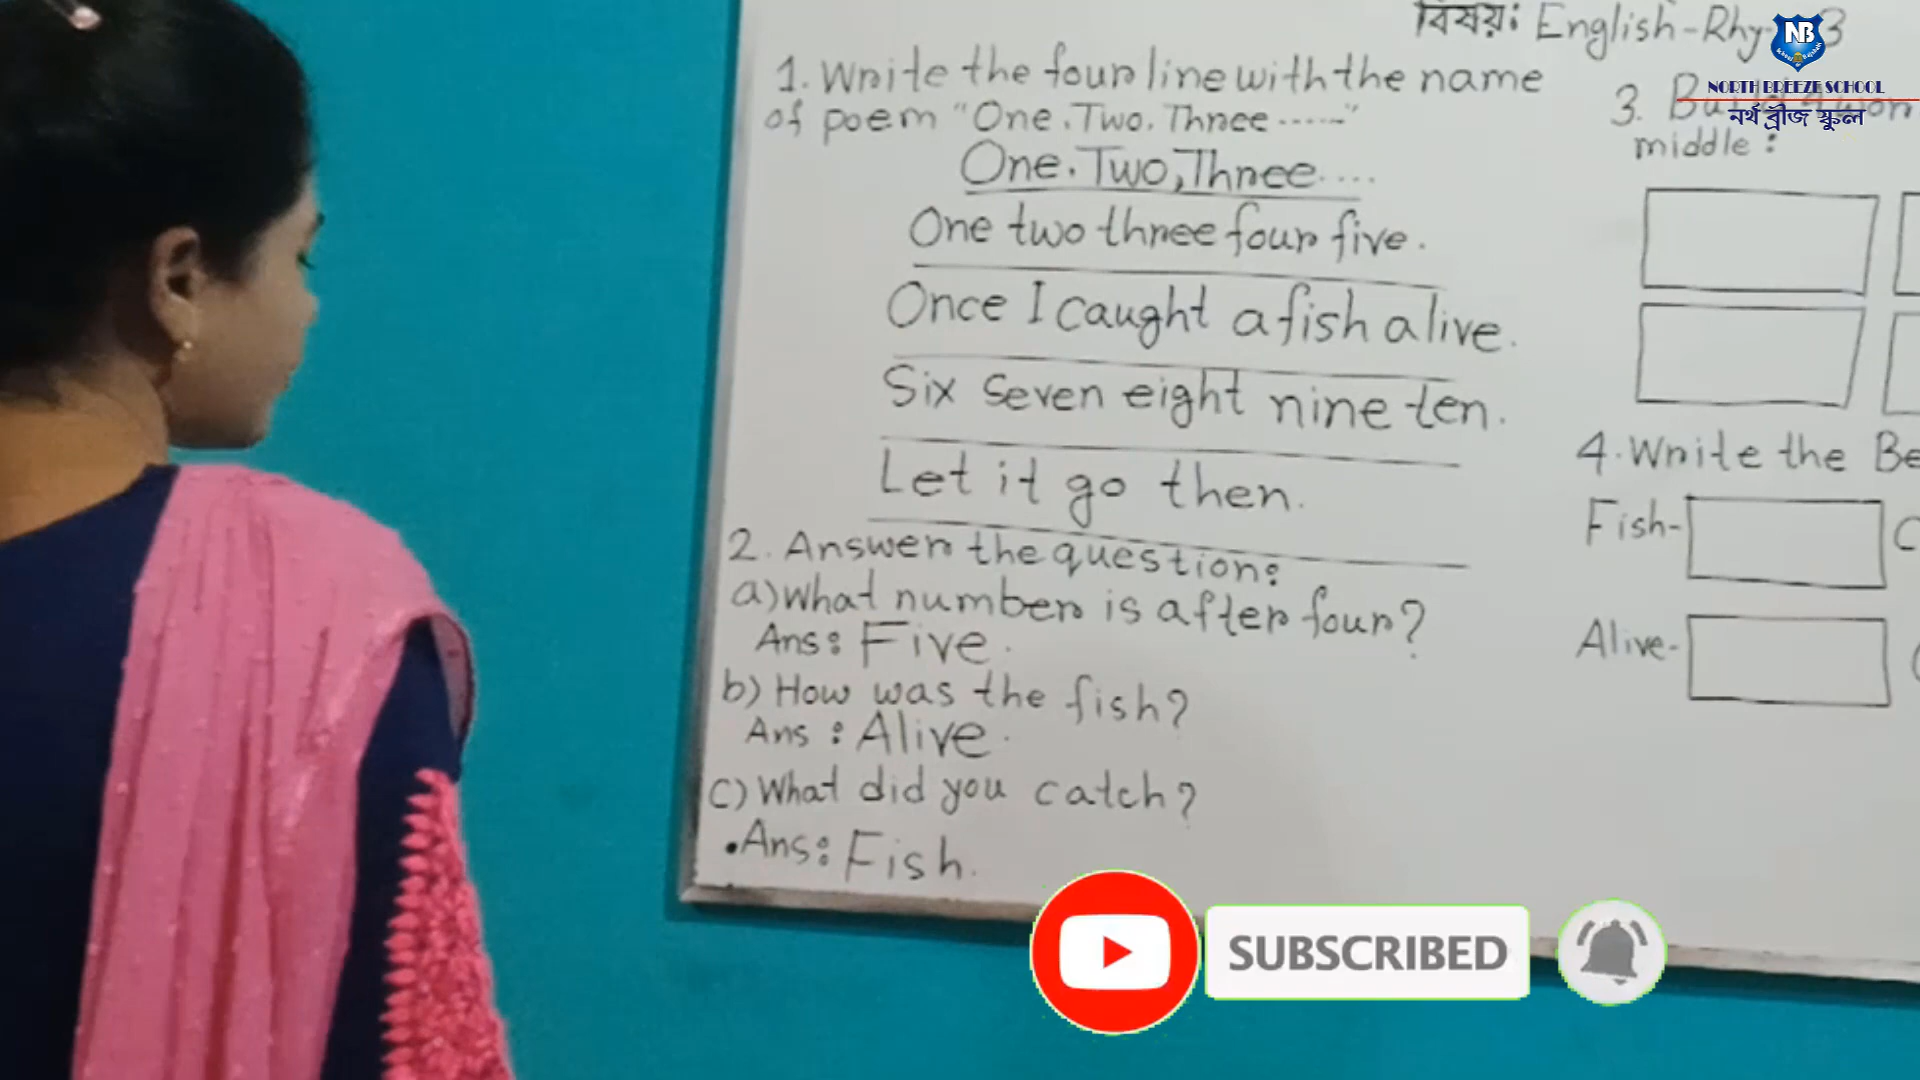 বিষয়: English-Rhy 3
NB
NORTH BREEZE SCHOOL
নর্থ ব্রীজ স্কুল
1. Write the four line with the name
of poem "One, Two, Three ......"
One, Two, Three ....
One two three four five.
Once I caught a fish alive.
Six seven eight nine ten.
Let it go then.
2. Answer the question:
a) What number is after four?
Ans: Five.
b) How was the fish?
Ans: Alive.
c) What did you catch?
Ans: Fish.
3.
middle:
4. Write the Be
Fish-
Alive-
SUBSCRIBED